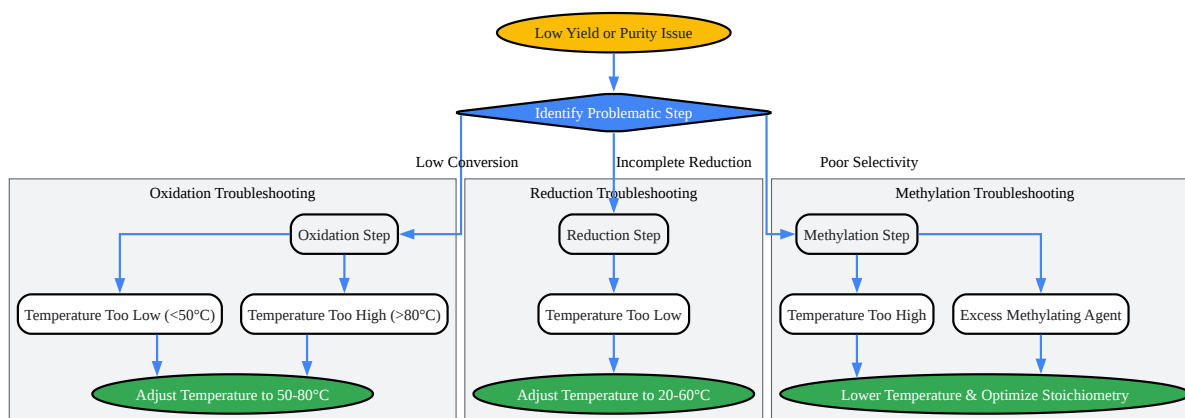 Low Yield or Purity Issue
Identify Problematic Step
Low Conversion
Incomplete Reduction
Poor Selectivity
Oxidation Troubleshooting
Reduction Troubleshooting
Methylation Troubleshooting
Oxidation Step
Reduction Step
Methylation Step
Temperature Too Low (<50°C)
Temperature Too High (>80°C)
Temperature Too Low
Temperature Too High
Excess Methylating Agent
Adjust Temperature to 50-80°C
Adjust Temperature to 20-60°C
Lower Temperature & Optimize Stoichiometry